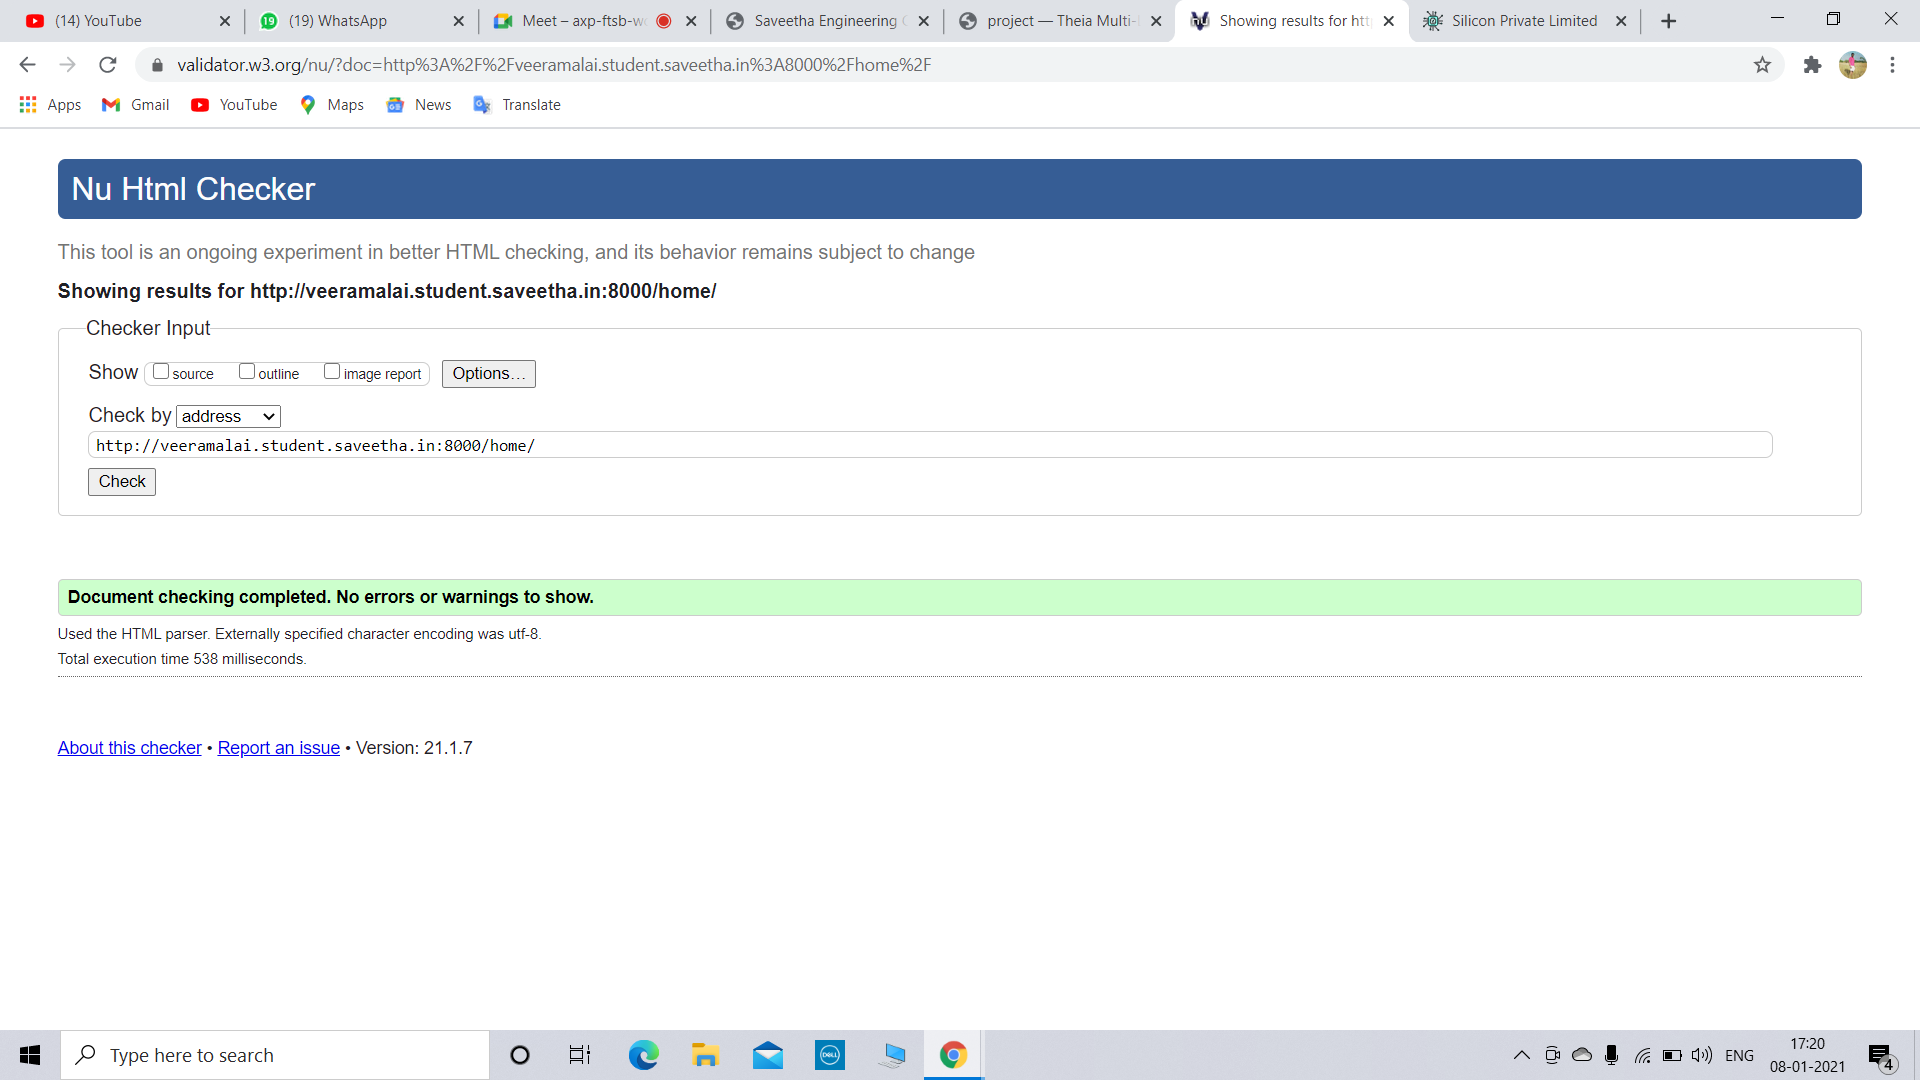 (14) YouTube
(19) WhatsApp
Meet – axp-ftsb-w
Saveetha Engineering
project — Theia Multi-
Showing results for htt
Silicon Private Limited
validator.w3.org/nu/?doc=http%3A%2F%2Fveeramalai.student.saveetha.in%3A8000%2Fhome%2F
Apps
Gmail
YouTube
Maps
News
Translate
Nu Html Checker
This tool is an ongoing experiment in better HTML checking, and its behavior remains subject to change
Showing results for http://veeramalai.student.saveetha.in:8000/home/
Checker Input
Show source outline image report Options...
Check by address
http://veeramalai.student.saveetha.in:8000/home/
Check
Document checking completed. No errors or warnings to show.
Used the HTML parser. Externally specified character encoding was utf-8.
Total execution time 538 milliseconds.
About this checker • Report an issue • Version: 21.1.7
Type here to search
DELL
ENG
17:20
08-01-2021
4